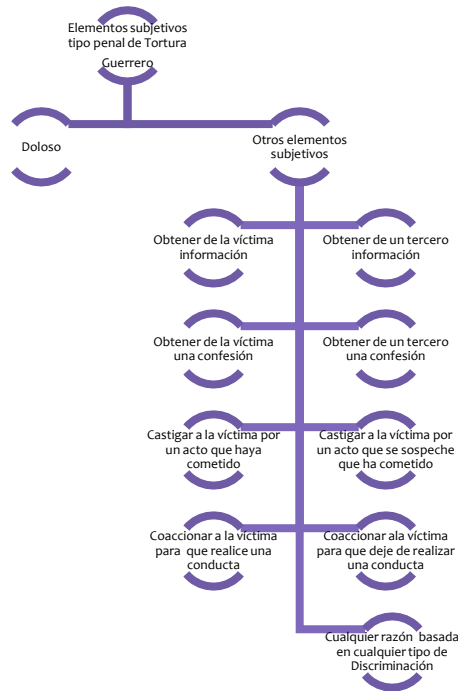 Elementos subjetivos
tipo penal de Tortura
Guerrero
Doloso
Otros elementos
subjetivos
Obtener de la víctima
información
Obtener de un tercero
información
Obtener de la víctima
una confesión
Obtener de un tercero
una confesión
Castigar a la víctima por
un acto que haya
cometido
Castigar a la víctima por
un acto que se sospeche
que ha cometido
Coaccionar a la víctima
para que realice una
conducta
Coaccionar ala víctima
para que deje de realizar
una conducta
Cualquier razón basada
en cualquier tipo de
Discriminación